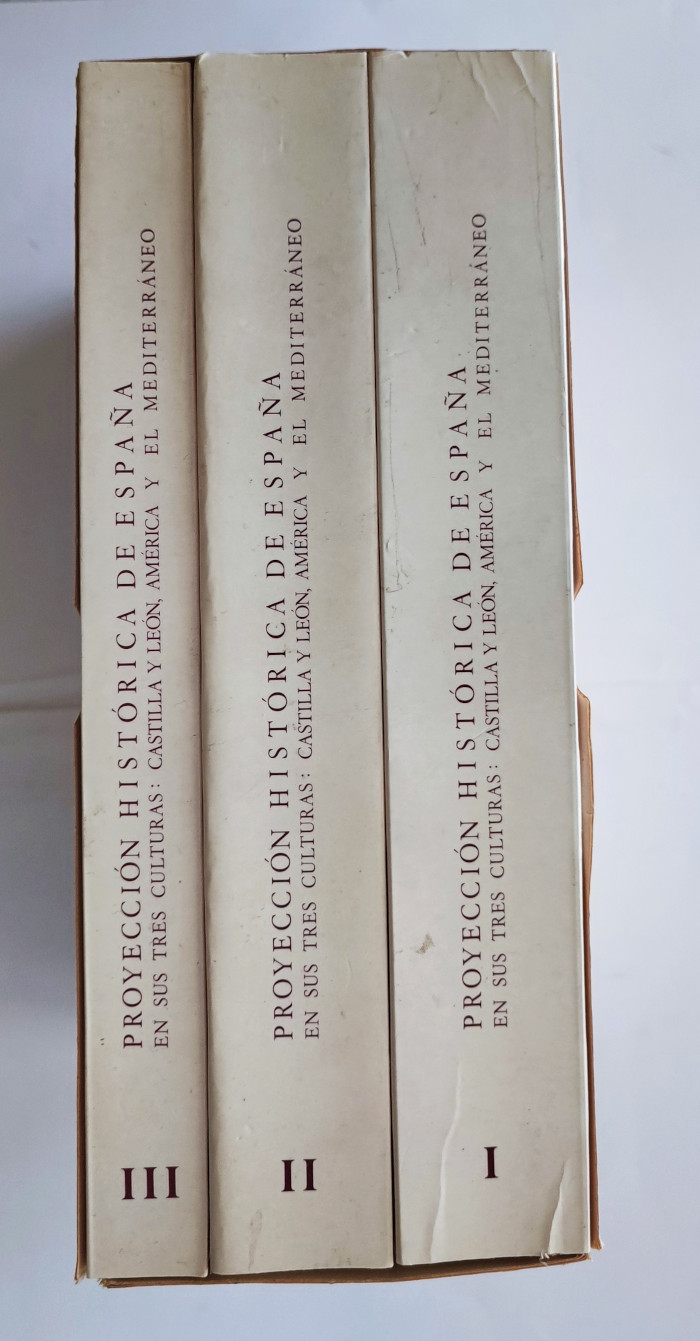 PROYECCIÓN HISTÓRICA DE ESPAÑA
EN SUS TRES CULTURAS: CASTILLA Y LEÓN, AMÉRICA Y EL MEDITERRÁNEO
III
PROYECCIÓN HISTÓRICA DE ESPAÑA
EN SUS TRES CULTURAS: CASTILLA Y LEÓN, AMÉRICA Y EL MEDITERRÁNEO
II
PROYECCIÓN HISTÓRICA DE ESPAÑA
EN SUS TRES CULTURAS: CASTILLA Y LEÓN, AMÉRICA Y EL MEDITERRÁNEO
I